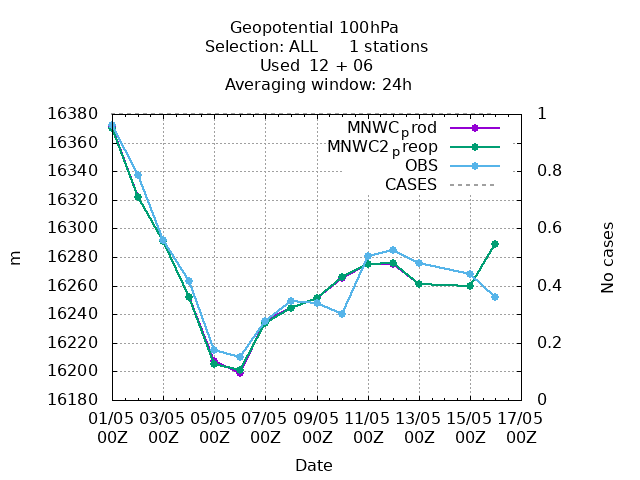 Geopotential 100hPa
Selection: ALL      1 stations
Used  12 + 06
Averaging window: 24h
16380
16360
16340
16320
16300
16280
16260
16240
16220
16200
16180
m
1
0.8
0.6
0.4
0.2
0
No cases
MNWCprod
MNWC2preop
OBS
CASES
01/05 03/05 05/05 07/05 09/05 11/05 13/05 15/05 17/05
00Z 00Z 00Z 00Z 00Z 00Z 00Z 00Z 00Z
Date